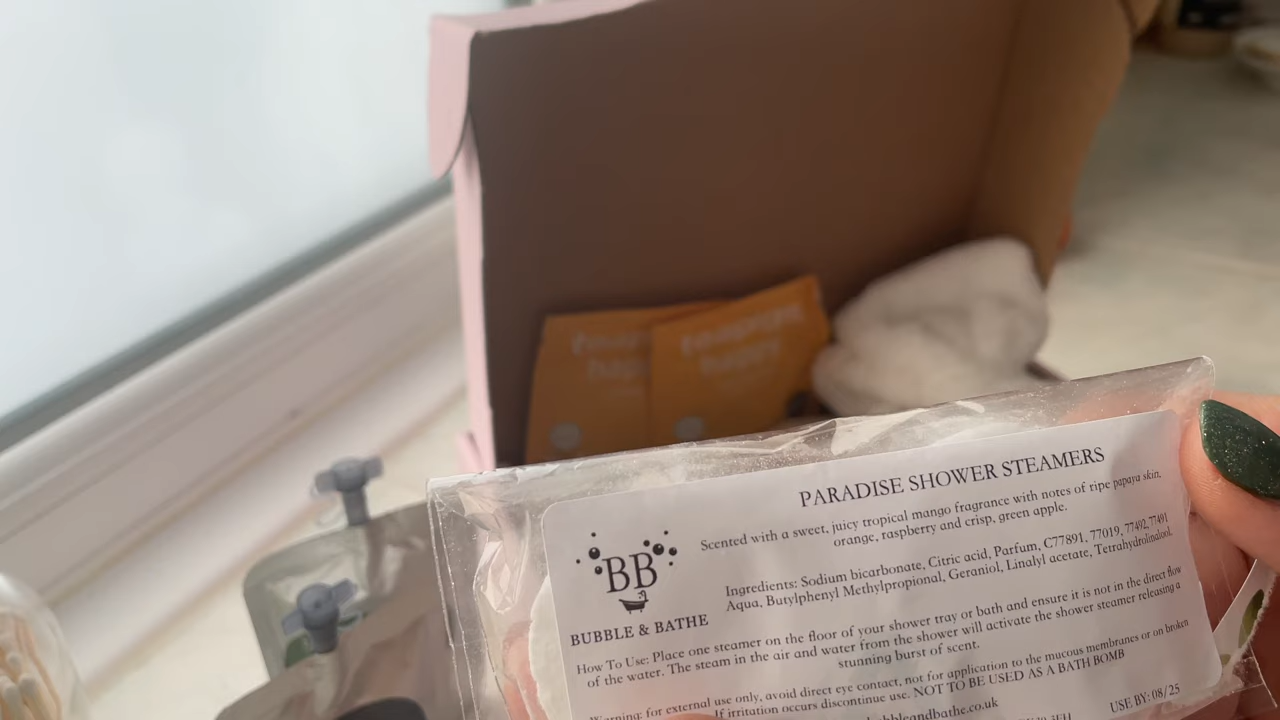 PARADISE SHOWER STEAMERS
Scented with a sweet, juicy tropical mango fragrance with notes of ripe papaya skin,
orange, raspberry and crisp, green apple.
Ingredients: Sodium bicarbonate, Citric acid, Parfum, C77891, 77019, 77492, 77491
Aqua, Butylphenyl Methylpropional, Geraniol, Linalyl acetate, Tetrahydrolinalool.
BB
BUBBLE & BATHE
How To Use: Place one steamer on the floor of your shower tray or bath and ensure it is not in the direct flow
of the water. The steam in the air and water from the shower will activate the shower steamer releasing a
stunning burst of scent.
Warning: for external use only, avoid direct eye contact, not for application to the mucous membranes or on broken
If irritation occurs discontinue use. NOT TO BE USED AS A BATH BOMB
USE BY: 08/25
happy